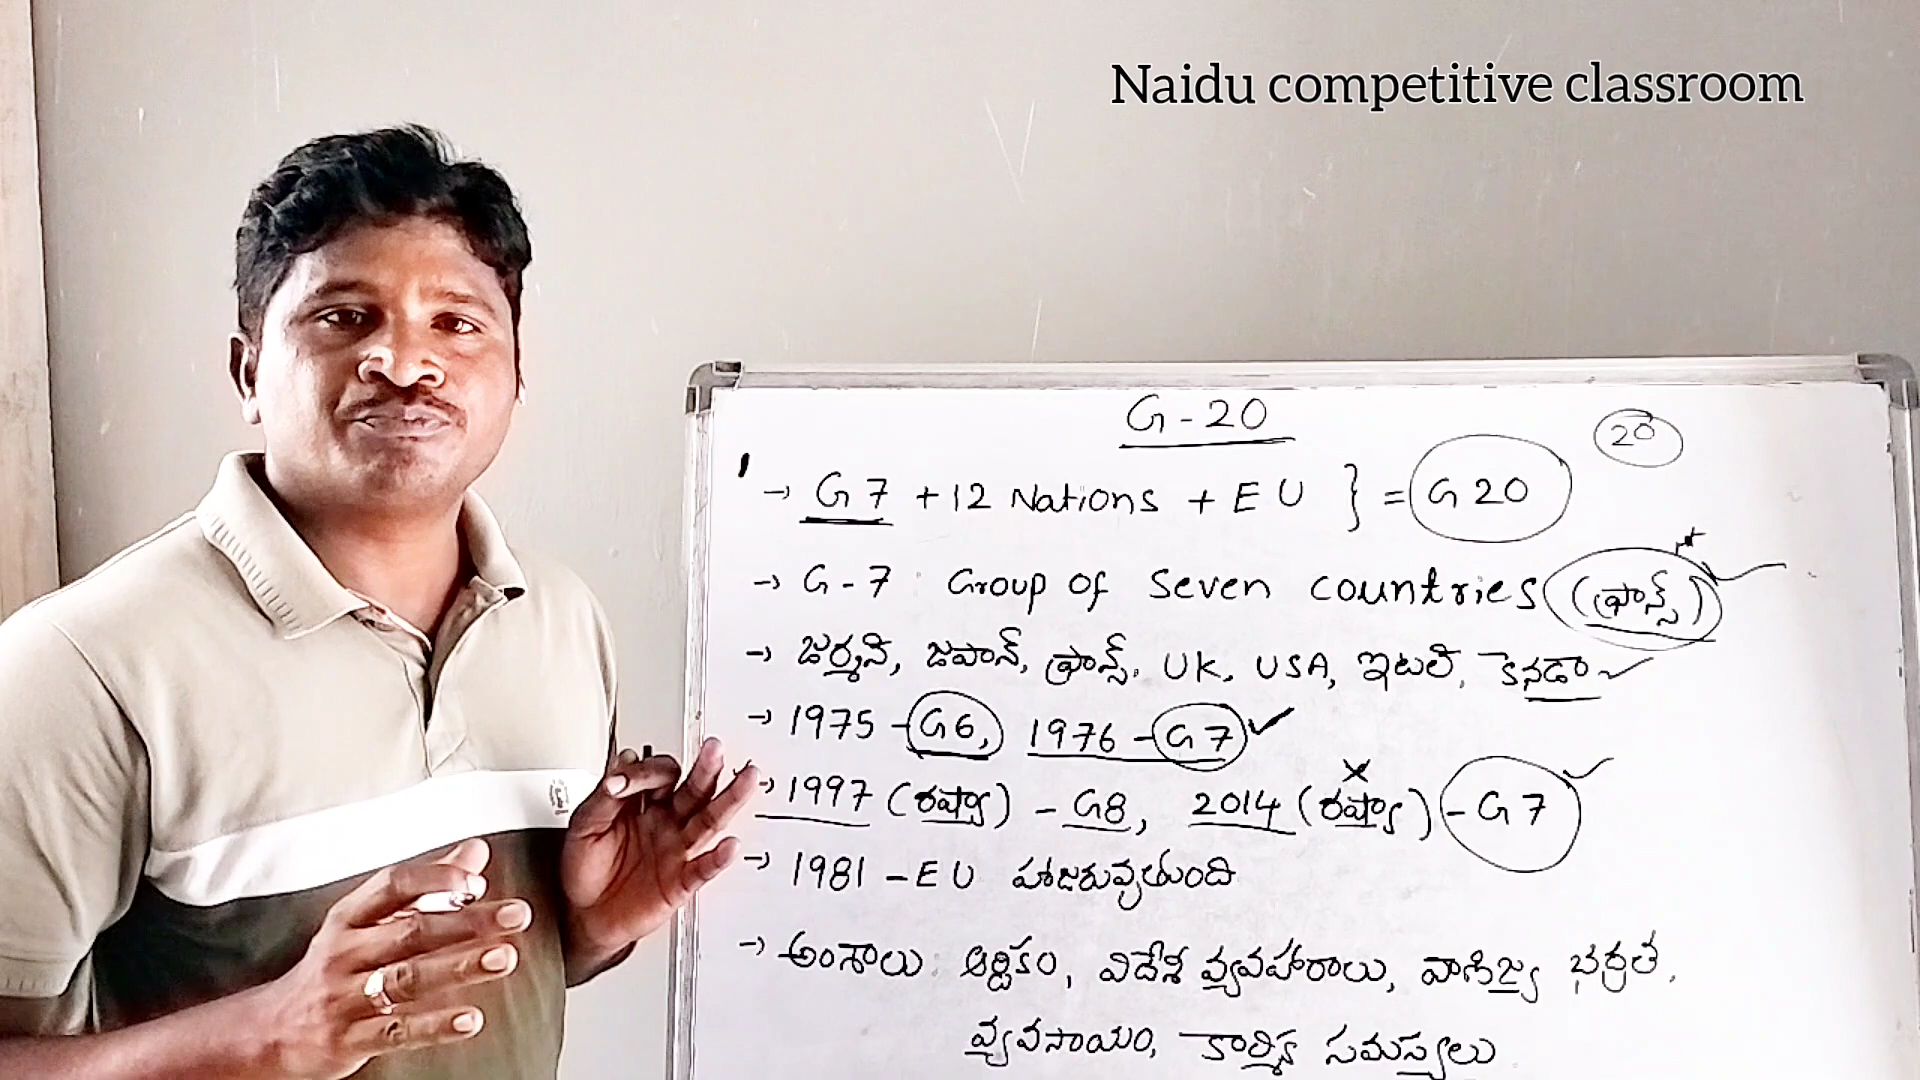 Naidu competitive classroom
G-20
20
→ G7 + 12 Nations + EU } = G20
→ G-7 : Group of Seven countries (ఫ్రాన్స్)
→ జర్మని, జపాన్, ఫ్రాన్స్, UK, USA, ఇటలి, కెనడా
→ 1975 - G6, 1976 - G7
→ 1997 (రష్యా) - G8, 2014 (రష్యా) - G7
→ 1981 - EU హాజరువ్వుతుంది
→ అంశాలు : ఆర్థికం, విదేశీ వ్యవహారాలు, వాణిజ్య భద్రత,
వ్యవసాయం, కార్మిక సమస్యలు